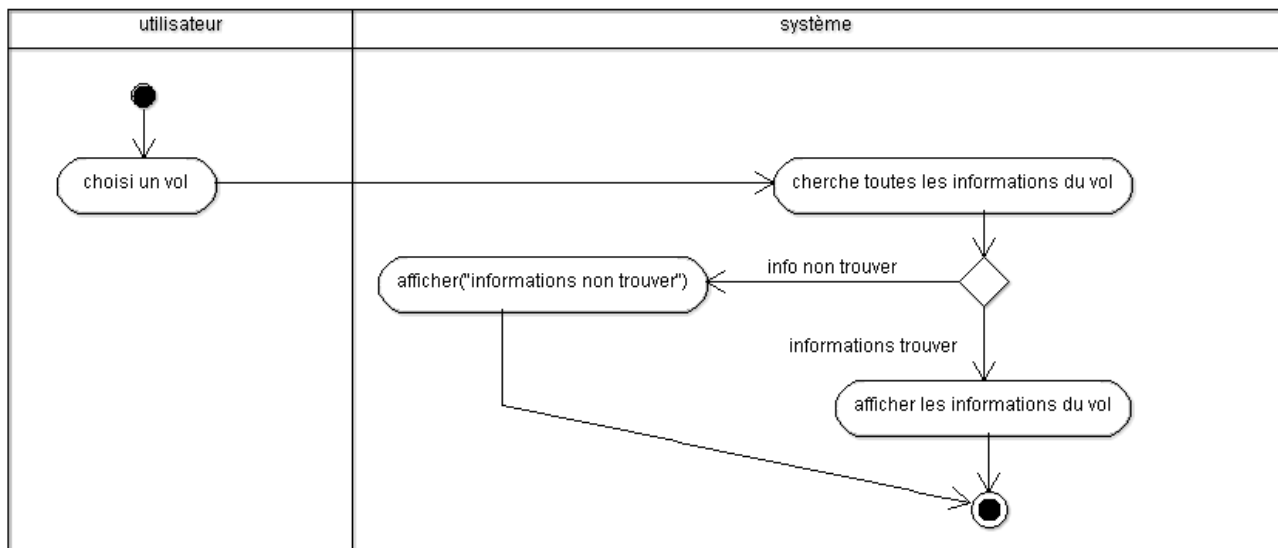 utilisateur
système
choisi un vol
cherche toutes les informations du vol
info non trouver
afficher("informations non trouver")
informations trouver
afficher les informations du vol